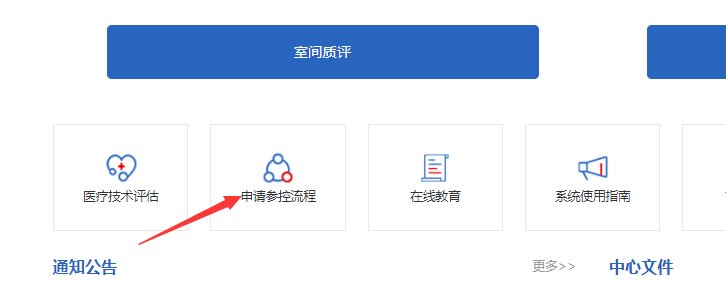 室间质评
医疗技术评估
申请参控流程
在线教育
系统使用指南
通知公告
更多>>
中心文件